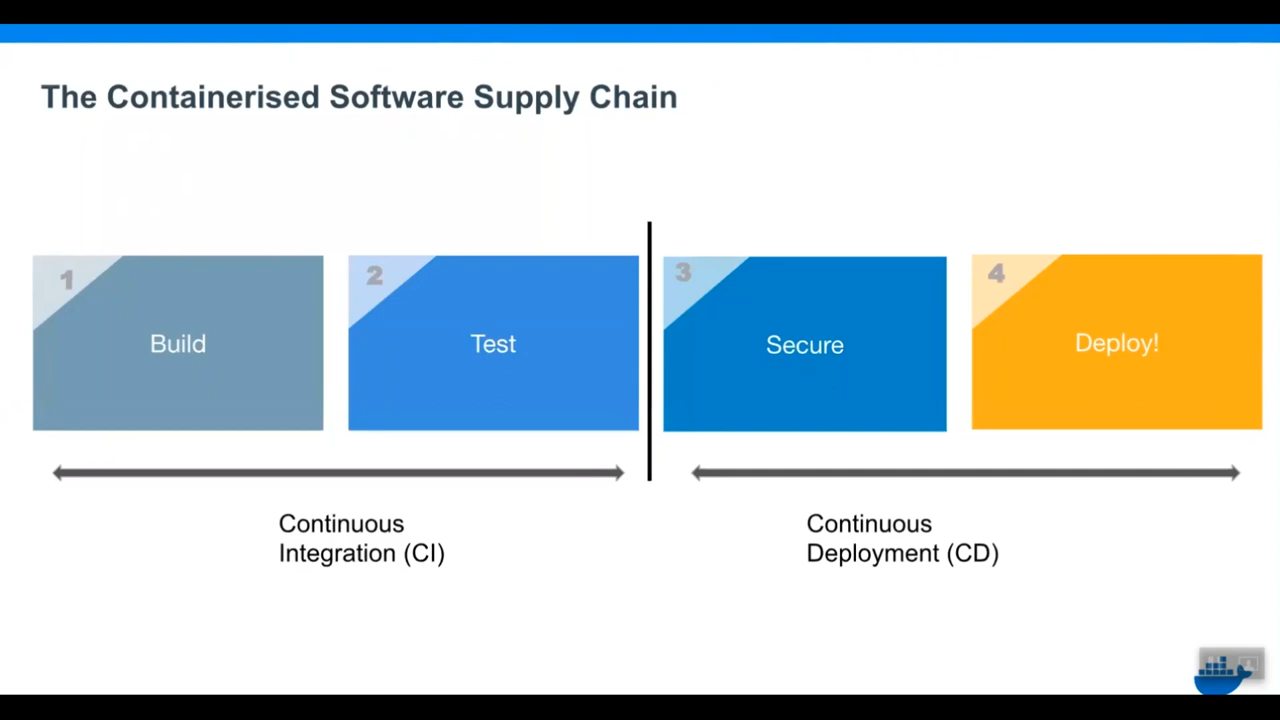 The Containerised Software Supply Chain
1
Build
2
Test
3
Secure
4
Deploy!
Continuous
Integration (CI)
Continuous
Deployment (CD)